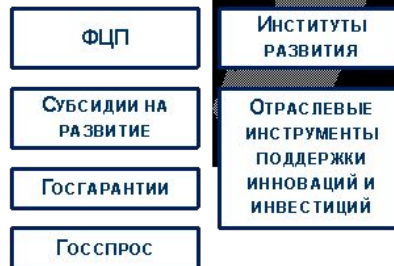 ФЦП
Субсидии на
развитие
Госгарантии
Госспрос
Институты
развития
Отраслевые
инструменты
поддержки
инноваций и
инвестиций